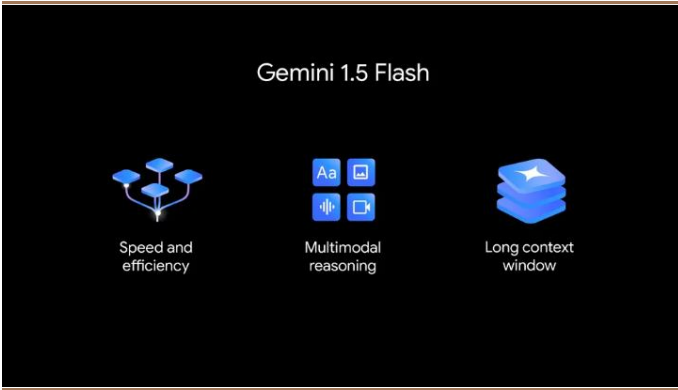 Gemini 1.5 Flash
Aa
Speed and
efficiency
Multimodal
reasoning
Long context
window